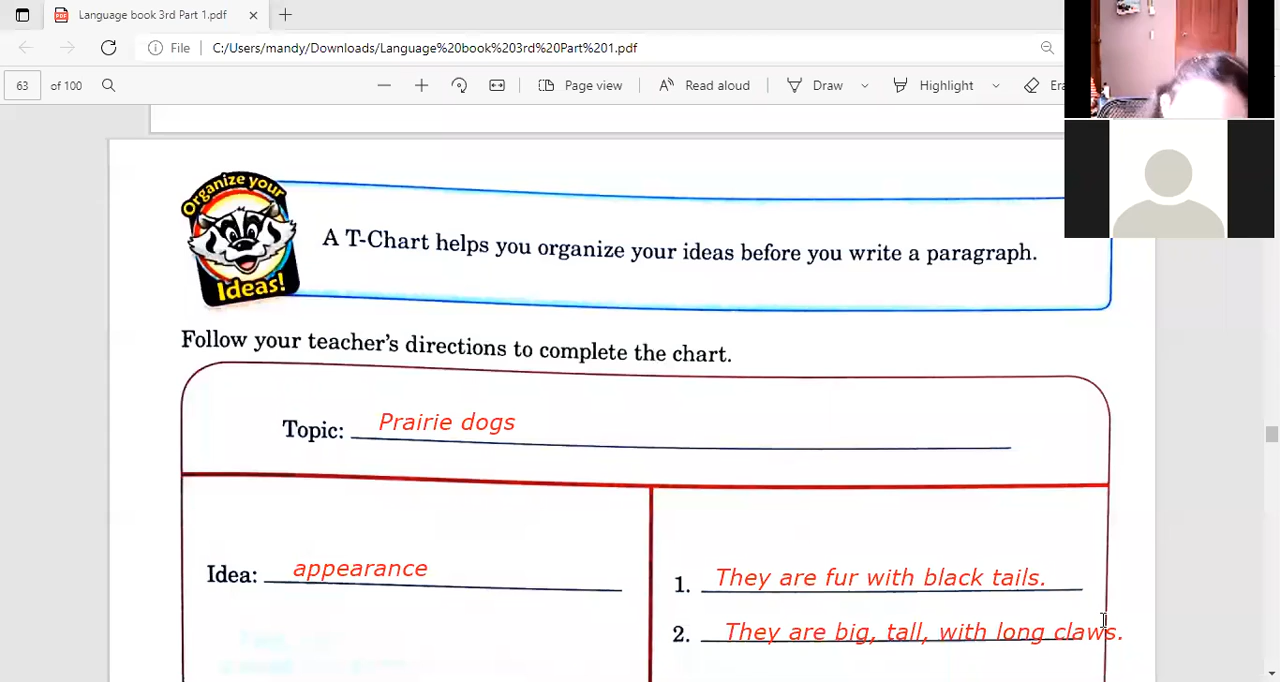 Language book 3rd Part 1.pdf
File C:/Users/mandy/Downloads/Language%20book%203rd%20Part%201.pdf
63 of 100 Page view Read aloud Draw Highlight
Organize your
Ideas!
A T-Chart helps you organize your ideas before you write a paragraph.
Follow your teacher's directions to complete the chart.
Topic: Prairie dogs
Idea: appearance
1. They are fur with black tails.
2. They are big, tall, with long claws.